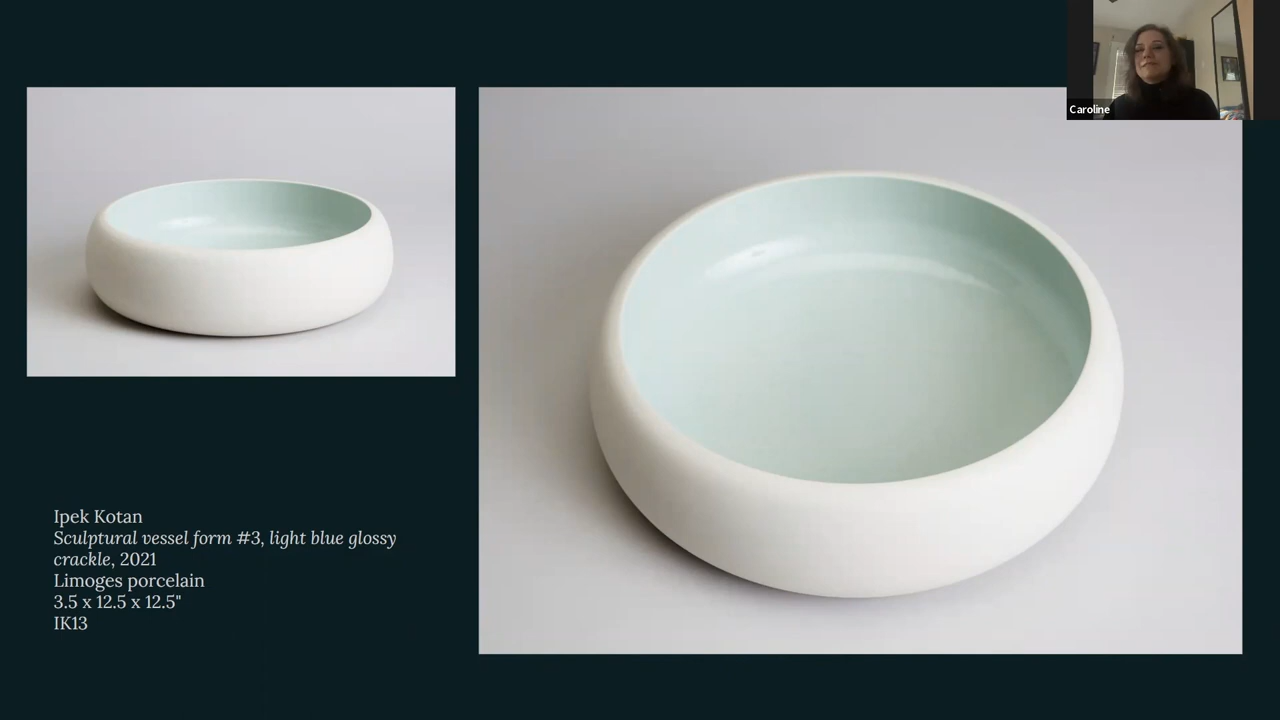 Caroline
Ipek Kotan
Sculptural vessel form #3, light blue glossy
crackle, 2021
Limoges porcelain
3.5 x 12.5 x 12.5"
IK13